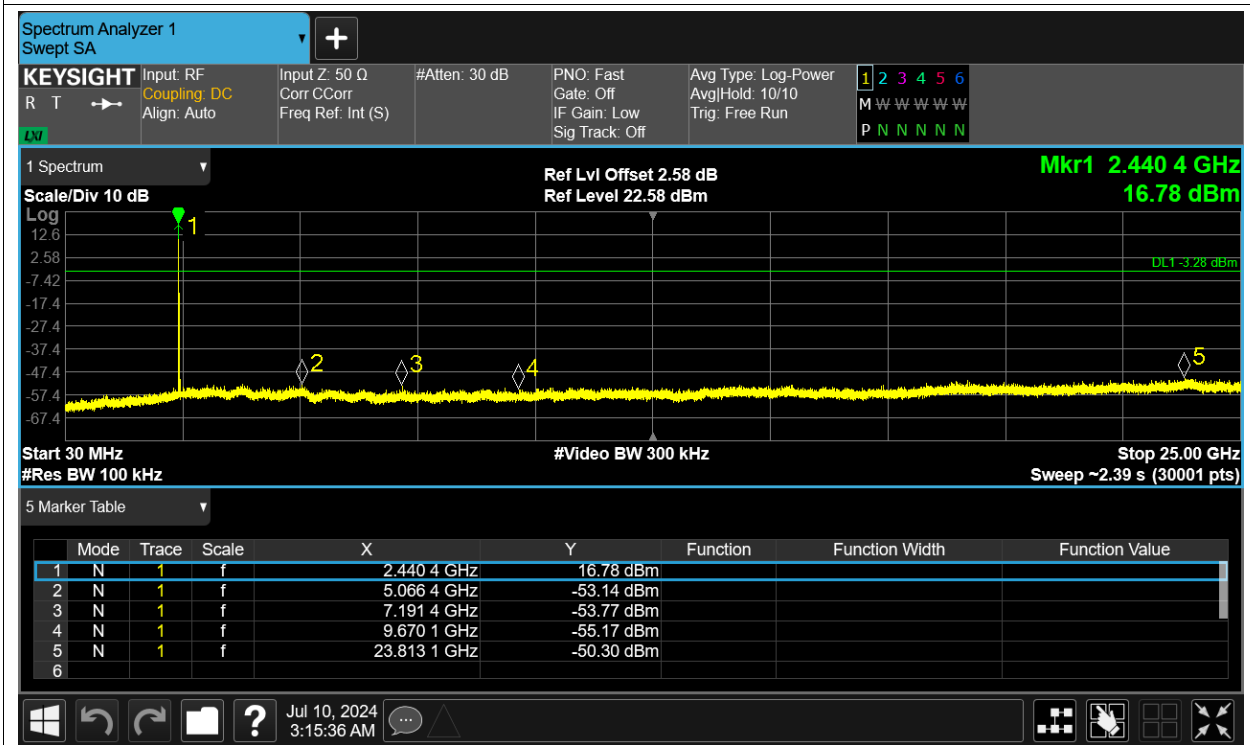 Spectrum Analyzer 1
Swept SA
+
KEYSIGHT Input: RF Input Z: 50 Ω #Atten: 30 dB PNO: Fast Avg Type: Log-Power 1 2 3 4 5 6
R T Coupling: DC Corr CCorr Gate: Off Avg|Hold: 10/10 M W W W W W
Align: Auto Freq Ref: Int (S) IF Gain: Low Trig: Free Run
LXI Sig Track: Off P N N N N N
1 Spectrum Ref Lvl Offset 2.58 dB Mkr1 2.440 4 GHz
Scale/Div 10 dB Ref Level 22.58 dBm 16.78 dBm
Log
1
12.6
2.58
DL1 -3.28 dBm
-7.42
-17.4
-27.4
-37.4
2 3 4 5
-47.4
-57.4
-67.4
Start 30 MHz #Video BW 300 kHz Stop 25.00 GHz
#Res BW 100 kHz Sweep ~2.39 s (30001 pts)
5 Marker Table
Mode Trace Scale X Y Function Function Width Function Value
1 N 1 f 2.440 4 GHz 16.78 dBm
2 N 1 f 5.066 4 GHz -53.14 dBm
3 N 1 f 7.191 4 GHz -53.77 dBm
4 N 1 f 9.670 1 GHz -55.17 dBm
5 N 1 f 23.813 1 GHz -50.30 dBm
6
? Jul 10, 2024
3:15:36 AM